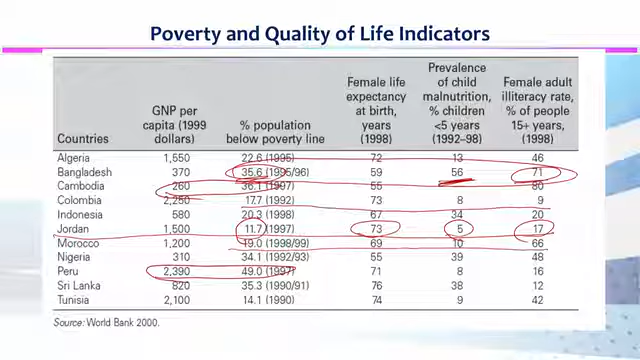 Poverty and Quality of Life Indicators
Countries GNP per capita (1999 dollars) % population below poverty line Female life expectancy at birth, years (1998) Prevalence of child malnutrition, % children <5 years (1992–98) Female adult illiteracy rate, % of people 15+ years, (1998)
Algeria 1,550 22.6 (1995) 72 13 46
Bangladesh 370 35.6 (1995/96) 59 56 71
Cambodia 260 36.1 (1997) 55 80
Colombia 2,250 17.7 (1992) 73 8 9
Indonesia 580 20.3 (1998) 67 34 20
Jordan 1,500 11.7 (1997) 73 5 17
Morocco 1,200 19.0 (1998/99) 69 10 66
Nigeria 310 34.1 (1992/93) 55 39 48
Peru 2,390 49.0 (1997) 71 8 16
Sri Lanka 820 35.3 (1990/91) 76 38 12
Tunisia 2,100 14.1 (1990) 74 9 42
Source: World Bank 2000.